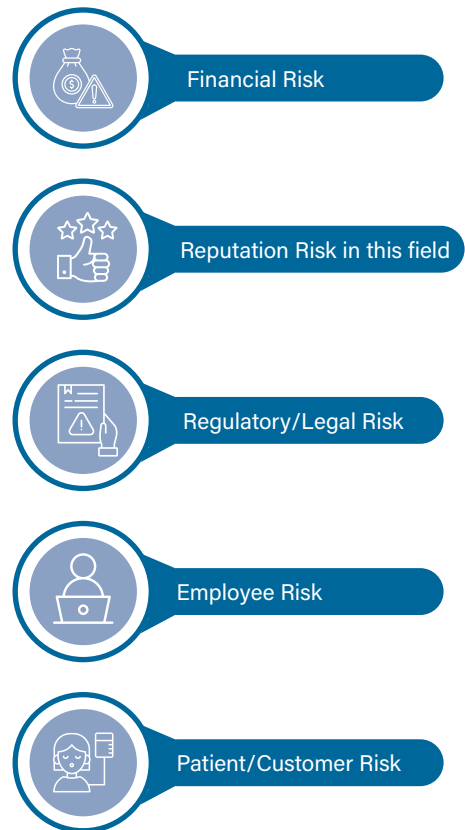 Financial Risk
Reputation Risk in this field
Regulatory/Legal Risk
Employee Risk
Patient/Customer Risk